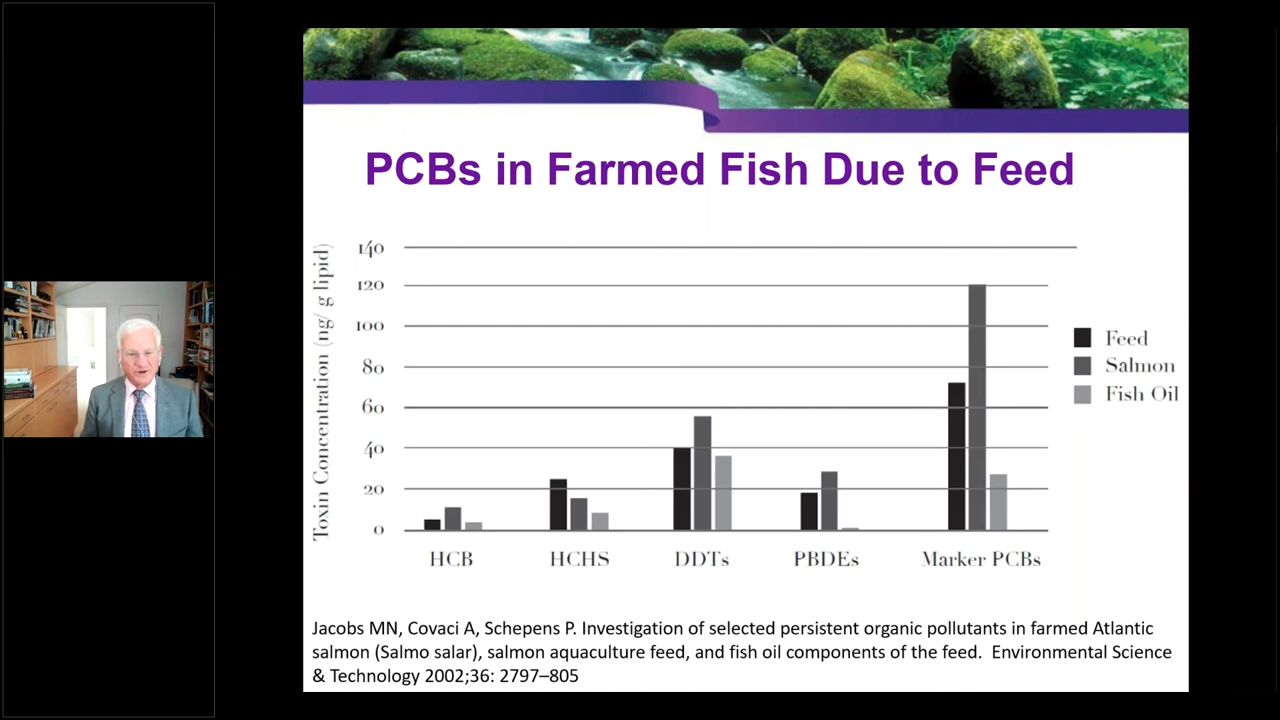 PCBs in Farmed Fish Due to Feed
Toxin Concentration (ng/ g lipid)
140
120
100
80
60
40
20
0
HCB
HCHS
DDTs
PBDEs
Marker PCBs
Feed
Salmon
Fish Oil
Jacobs MN, Covaci A, Schepens P. Investigation of selected persistent organic pollutants in farmed Atlantic
salmon (Salmo salar), salmon aquaculture feed, and fish oil components of the feed.  Environmental Science
& Technology 2002;36: 2797–805